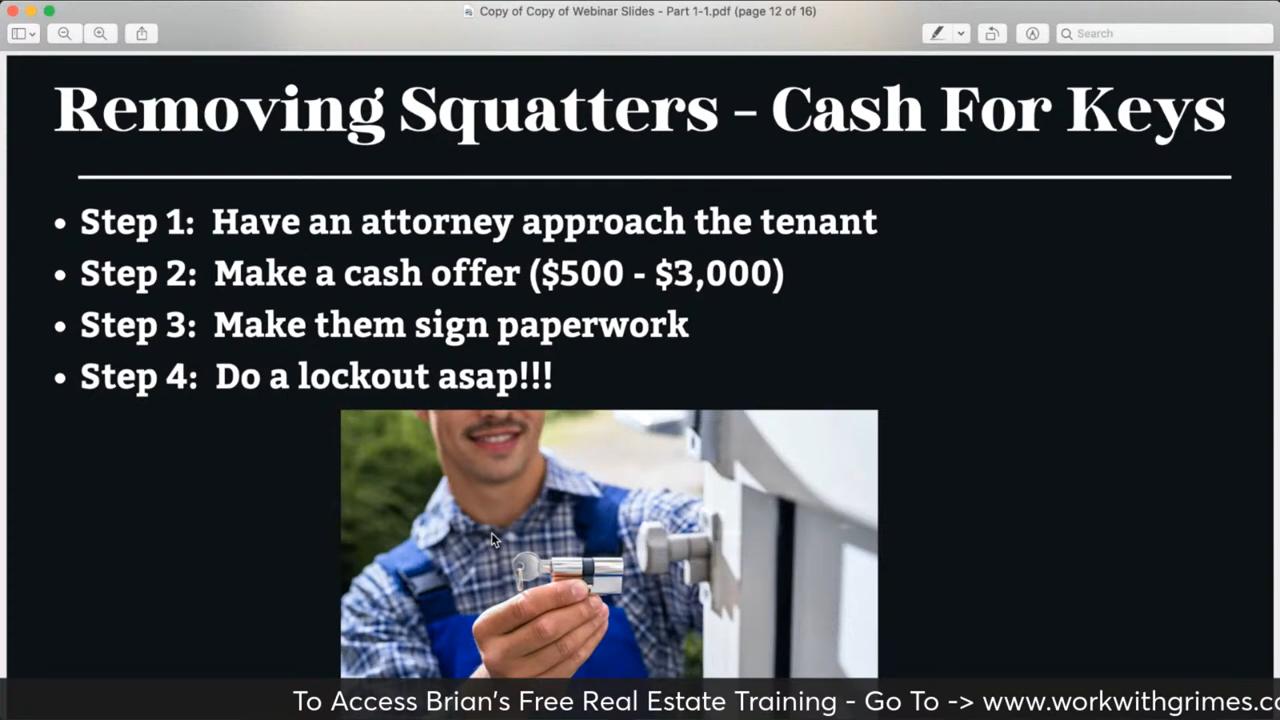 Copy of Copy of Webinar Slides - Part 1-1.pdf (page 12 of 16)
Search
Removing Squatters - Cash For Keys
• Step 1: Have an attorney approach the tenant
• Step 2: Make a cash offer ($500 - $3,000)
• Step 3: Make them sign paperwork
• Step 4: Do a lockout asap!!!
To Access Brian's Free Real Estate Training - Go To -> www.workwithgrimes.c